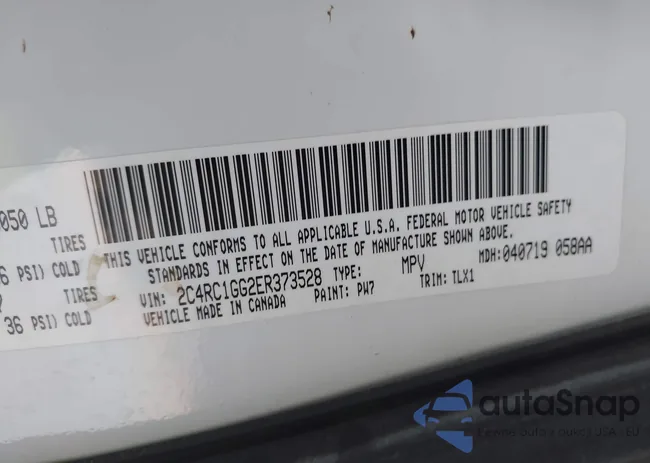 050 LB
TIRES
6 PSI) COLD
TIRES
36 PSI) COLD
THIS VEHICLE CONFORMS TO ALL APPLICABLE U.S.A. FEDERAL MOTOR VEHICLE SAFETY
STANDARDS IN EFFECT ON THE DATE OF MANUFACTURE SHOWN ABOVE.
VIN: 2C4RC1GG2ER373528 TYPE: MPV MDH: 040719 058AA
VEHICLE MADE IN CANADA PAINT: PW7 TRIM: TLX1
autoSnap